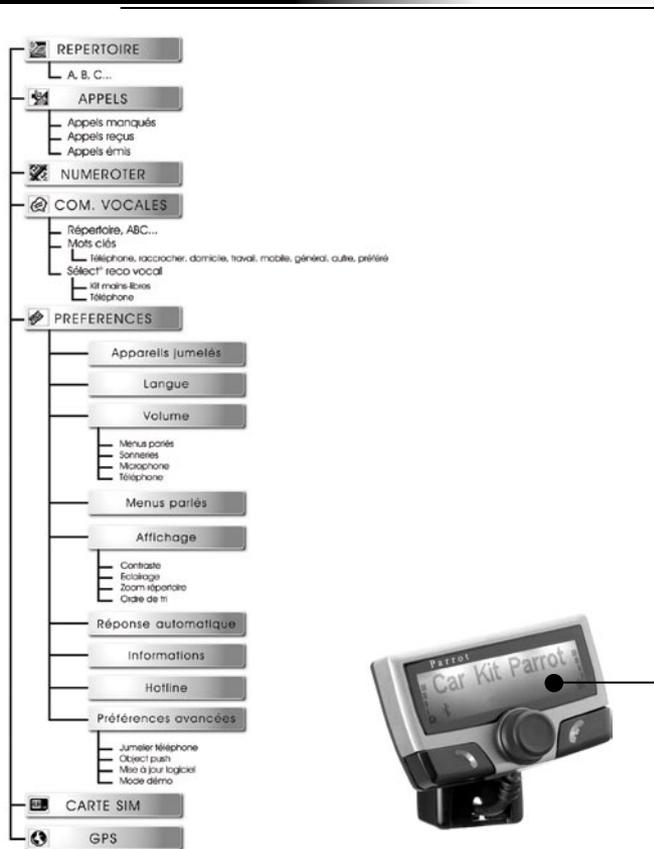 REPERTOIRE
A, B, C...
APPELS
Appels manqués
Appels reçus
Appels émis
NUMEROTER
COM. VOCALES
Répertoire, ABC...
Mots clés
Téléphone, raccrocher, domicile, travail, mobile, général, autre, préféré
Sélect° reco vocal
Kit mains-libres
Téléphone
PREFERENCES
Appareils jumelés
Langue
Volume
Menus parlés
Sonneries
Microphone
Téléphone
Menus parlés
Affichage
Contraste
Eclairage
Zoom répertoire
Ordre de tri
Réponse automatique
Informations
Hotline
Préférences avancées
Jumeler téléphone
Object push
Mise à jour logiciel
Mode démo
CARTE SIM
GPS
Parrot
Car Kit Parrot